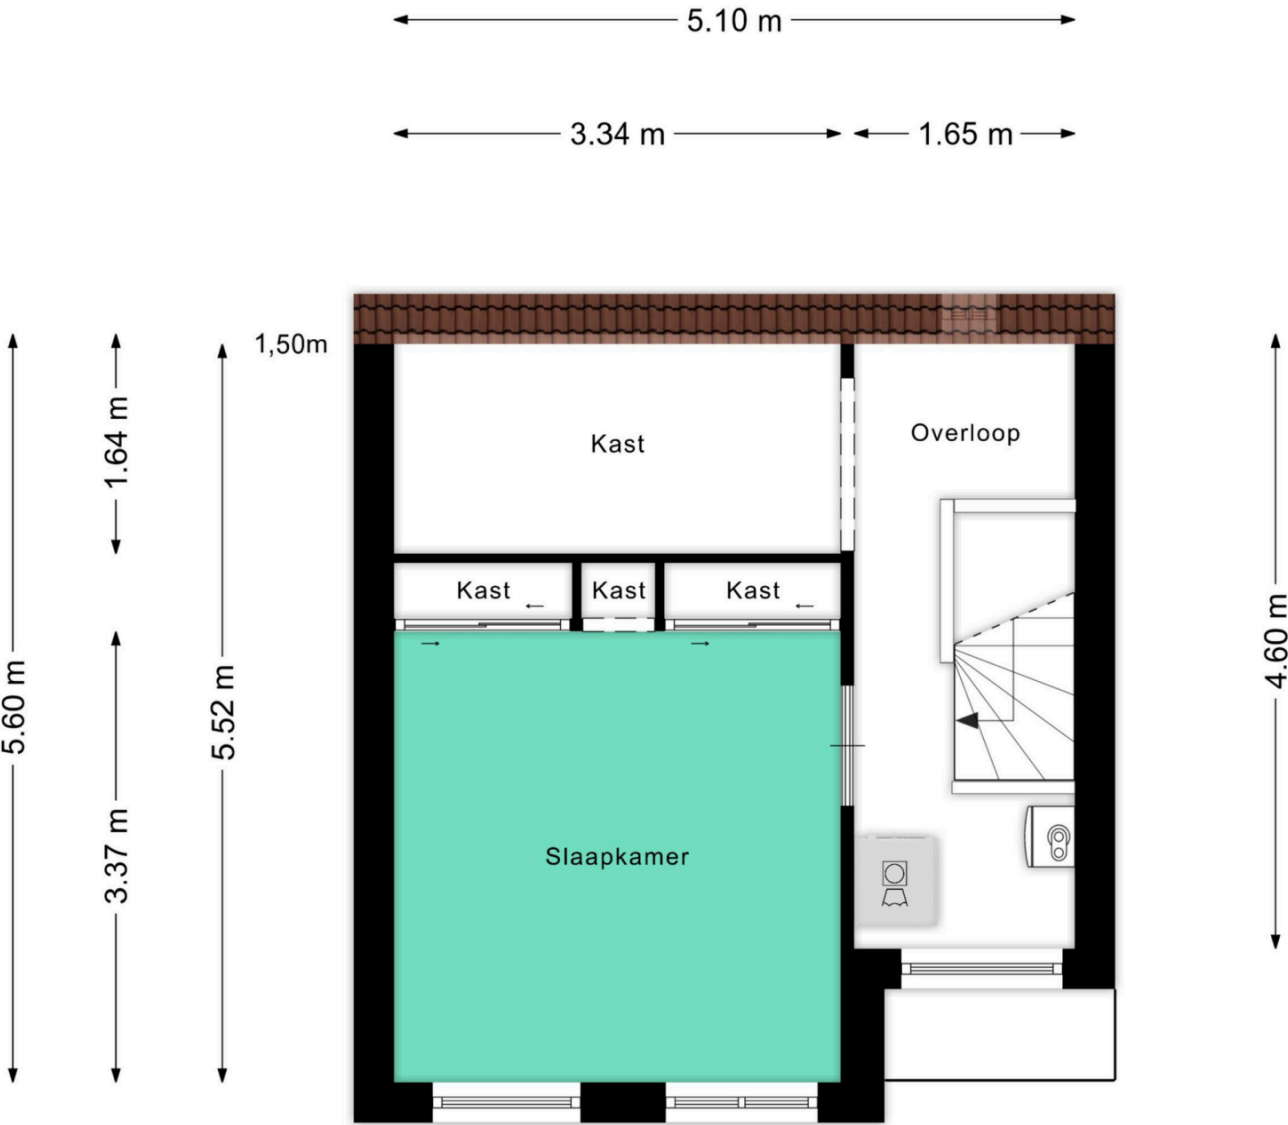 5.10 m
3.34 m
1.65 m
1,50m
1.64 m
Kast
Overloop
Kast
Kast
Kast
5.60 m
5.52 m
4.60 m
3.37 m
Slaapkamer